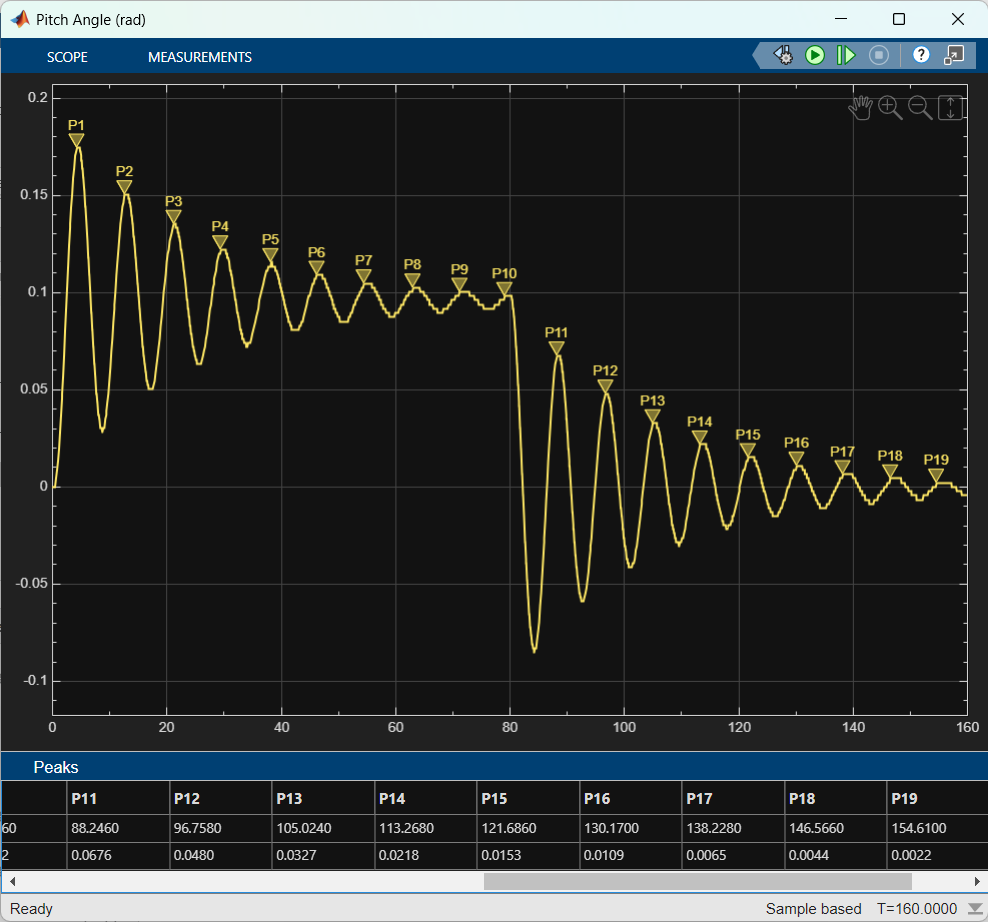 Pitch Angle (rad)
SCOPE MEASUREMENTS ?
0.2
P1
P2
0.15
P3
P4
P5
P6
P7
P8
P9
P10
0.1
P11
P12
0.05
P13
P14
P15
P16
P17
P18
P19
0
-0.05
-0.1
0 20 40 60 80 100 120 140 160
Peaks
P11 P12 P13 P14 P15 P16 P17 P18 P19
60 88.2460 96.7580 105.0240 113.2680 121.6860 130.1700 138.2280 146.5660 154.6100
2 0.0676 0.0480 0.0327 0.0218 0.0153 0.0109 0.0065 0.0044 0.0022
Ready Sample based T=160.0000